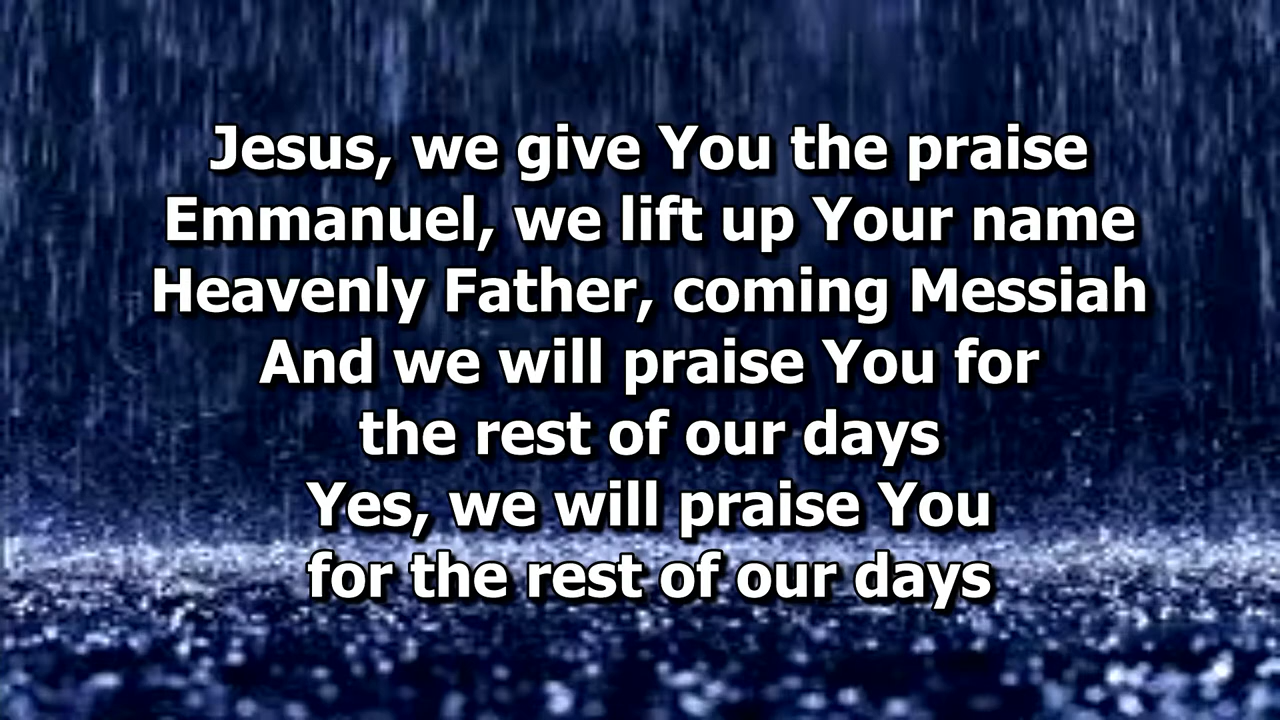 Jesus, we give You the praise
Emmanuel, we lift up Your name
Heavenly Father, coming Messiah
And we will praise You for
the rest of our days
Yes, we will praise You
for the rest of our days